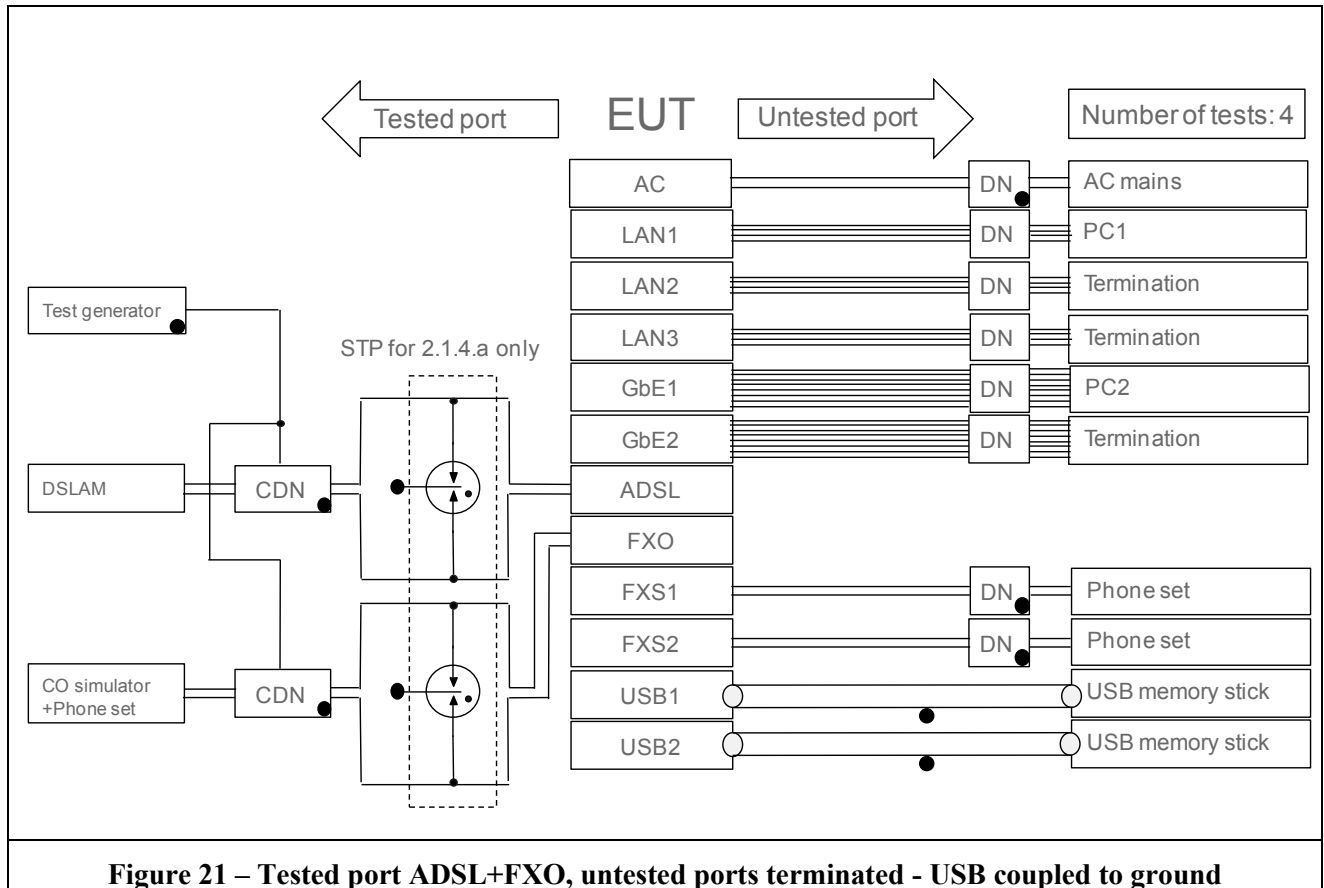 Tested port
EUT
Untested port
Number of tests: 4
AC
DN
AC mains
LAN1
DN
PC1
LAN2
DN
Termination
Test generator
LAN3
DN
Termination
STP for 2.1.4.a only
GbE1
DN
PC2
GbE2
DN
Termination
DSLAM
CDN
ADSL
FXO
FXS1
DN
Phone set
FXS2
DN
Phone set
CO simulator
+Phone set
CDN
USB1
USB memory stick
USB2
USB memory stick
Figure 21 – Tested port ADSL+FXO, untested ports terminated - USB coupled to ground